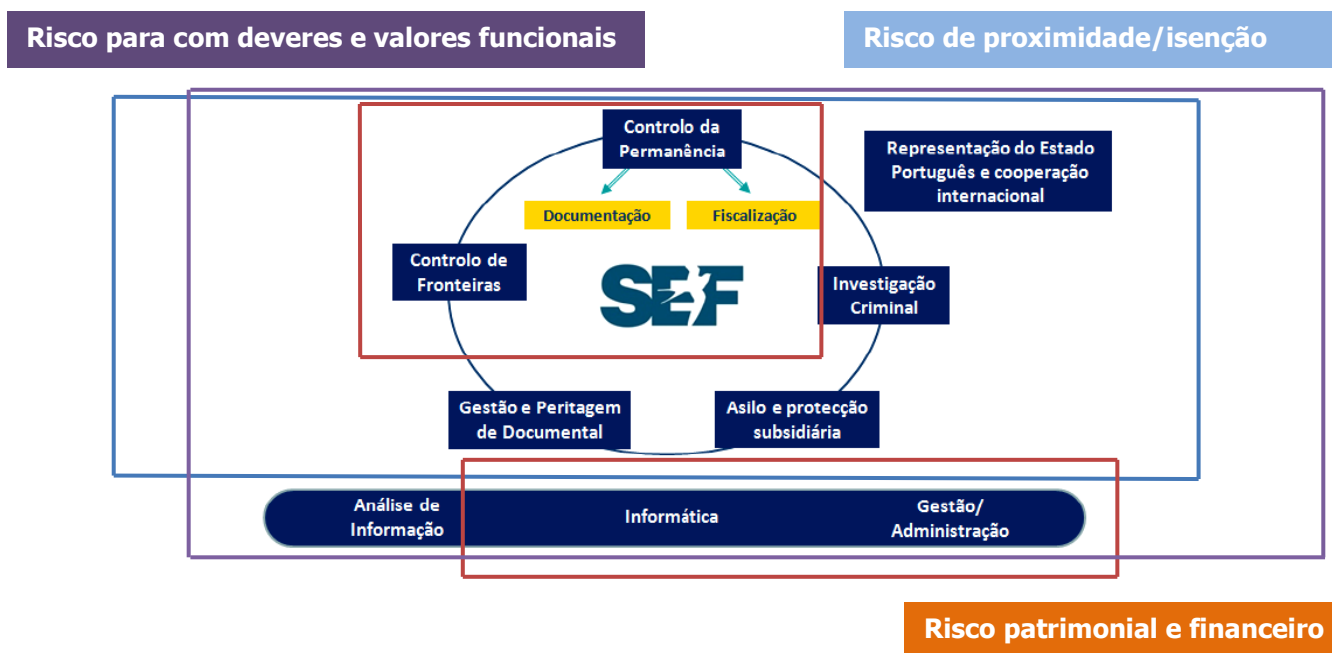 Risco para com deveres e valores funcionais
Risco de proximidade/isenção
Controlo da
Permanência
Representação do Estado
Português e cooperação
internacional
Documentação
Fiscalização
Controlo de
Fronteiras
SEF
Investigação
Criminal
Gestão e Peritagem
de Documental
Asilo e protecção
subsidiária
Análise de
Informação
Informática
Gestão/
Administração
Risco patrimonial e financeiro